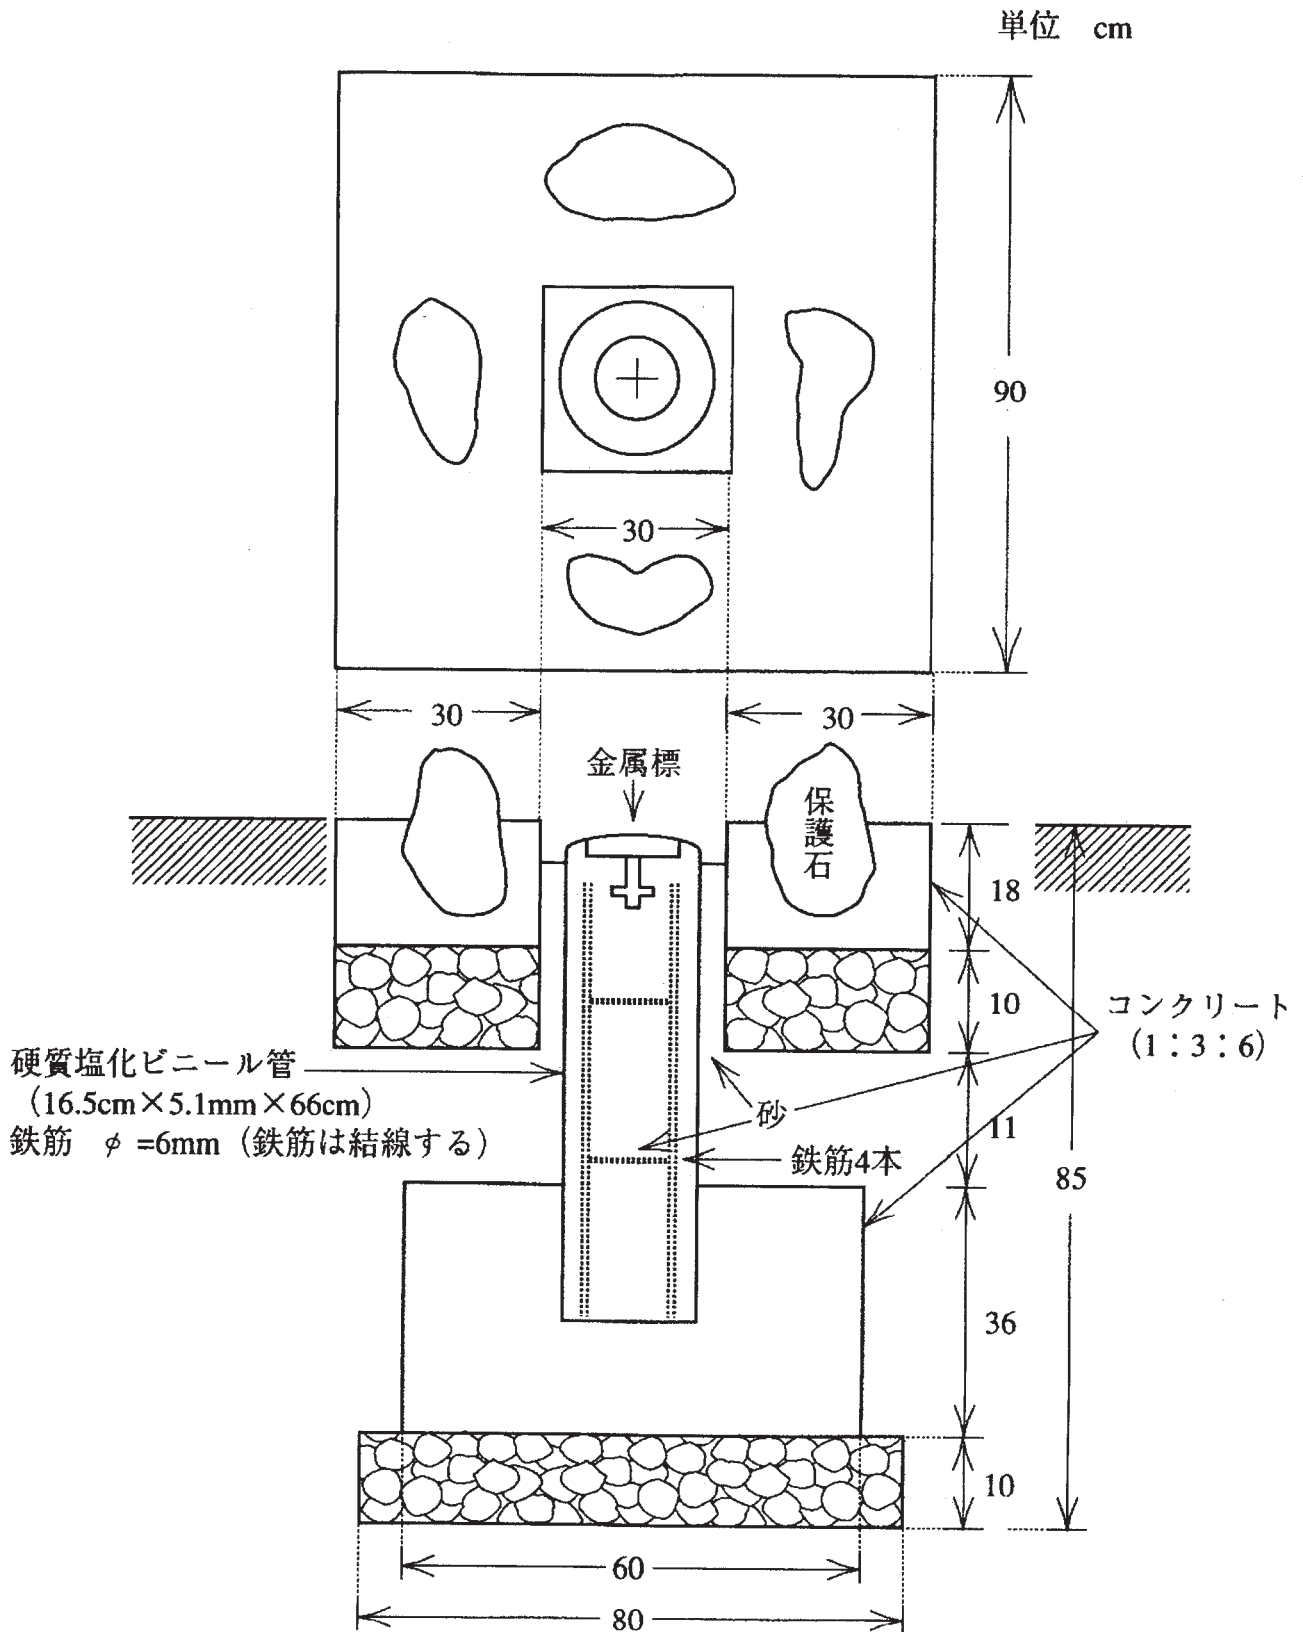 単位　cm
90
30
30
30
金属標
保護石
18
10
コンクリート
（1：3：6）
硬質塩化ビニール管
（16.5cm×5.1mm×66cm）
鉄筋　φ =6mm（鉄筋は結線する）
砂
11
鉄筋4本
85
36
10
60
80